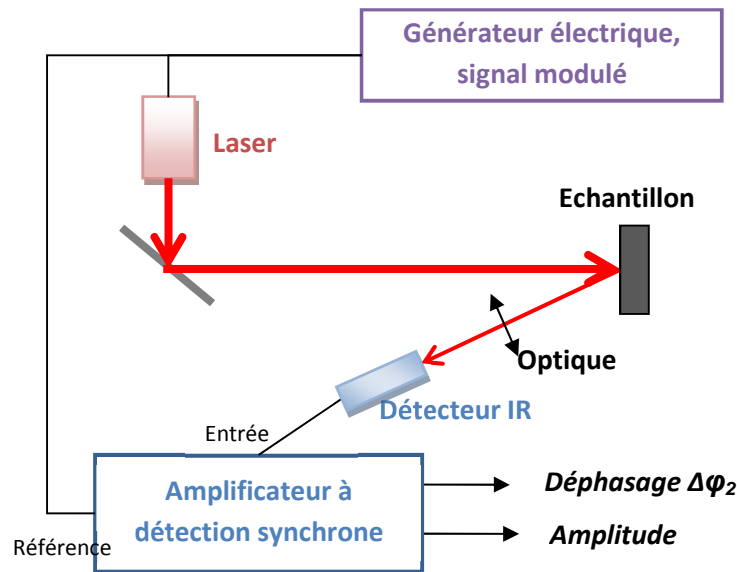 Générateur électrique,
signal modulé
Laser
Echantillon
Optique
Détecteur IR
Entrée
Amplificateur à
détection synchrone
Déphasage Δφ₂
Amplitude
Référence